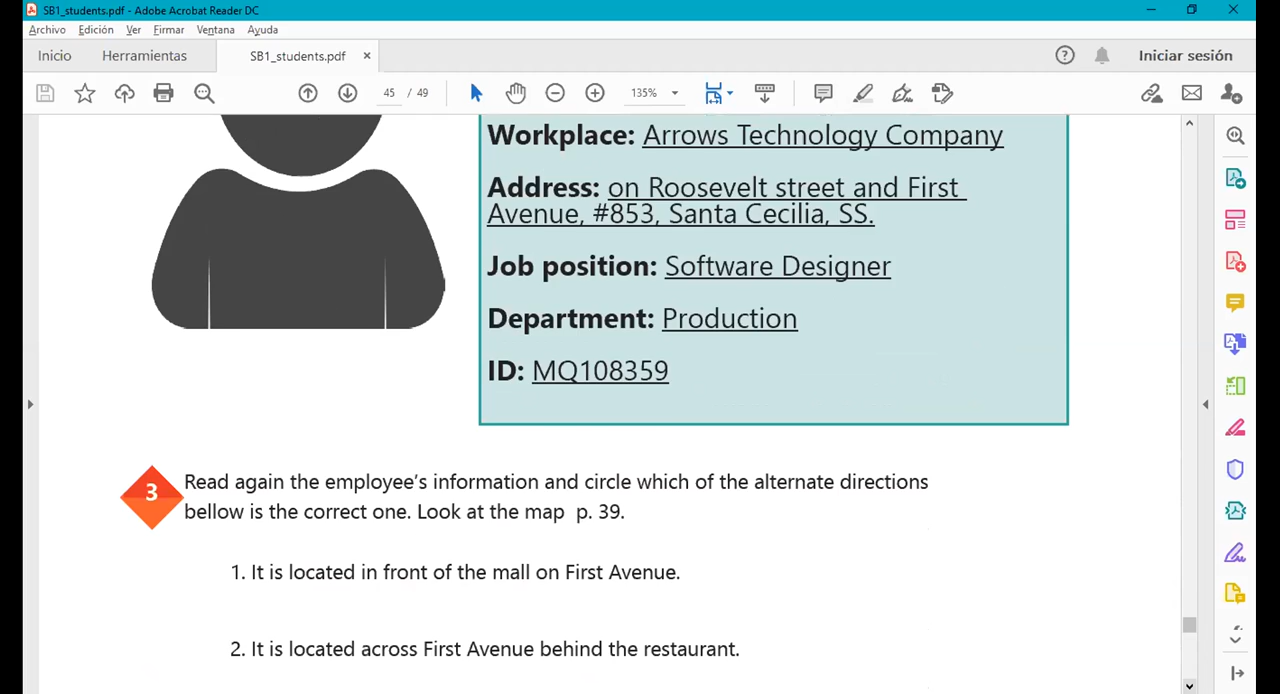 SB1_students.pdf - Adobe Acrobat Reader DC
Archivo Edición Ver Firmar Ventana Ayuda
Inicio Herramientas SB1_students.pdf × Iniciar sesión
45 / 49 135%
Workplace: Arrows Technology Company
Address: on Roosevelt street and First
Avenue, #853, Santa Cecilia, SS.
Job position: Software Designer
Department: Production
ID: MQ108359
3 Read again the employee's information and circle which of the alternate directions
bellow is the correct one. Look at the map p. 39.
1. It is located in front of the mall on First Avenue.
2. It is located across First Avenue behind the restaurant.